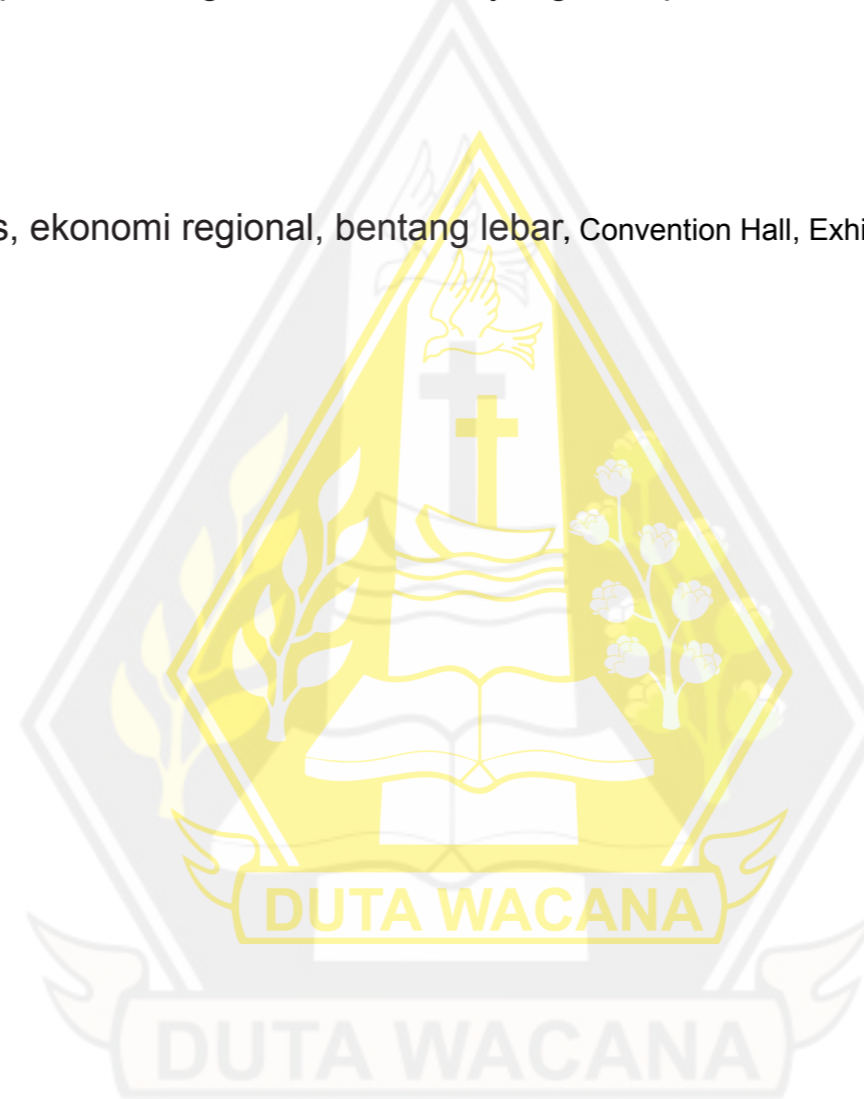 s, ekonomi regional, bentang lebar, Convention Hall, Exhi
DUTA WACANA
DUTA WACANA